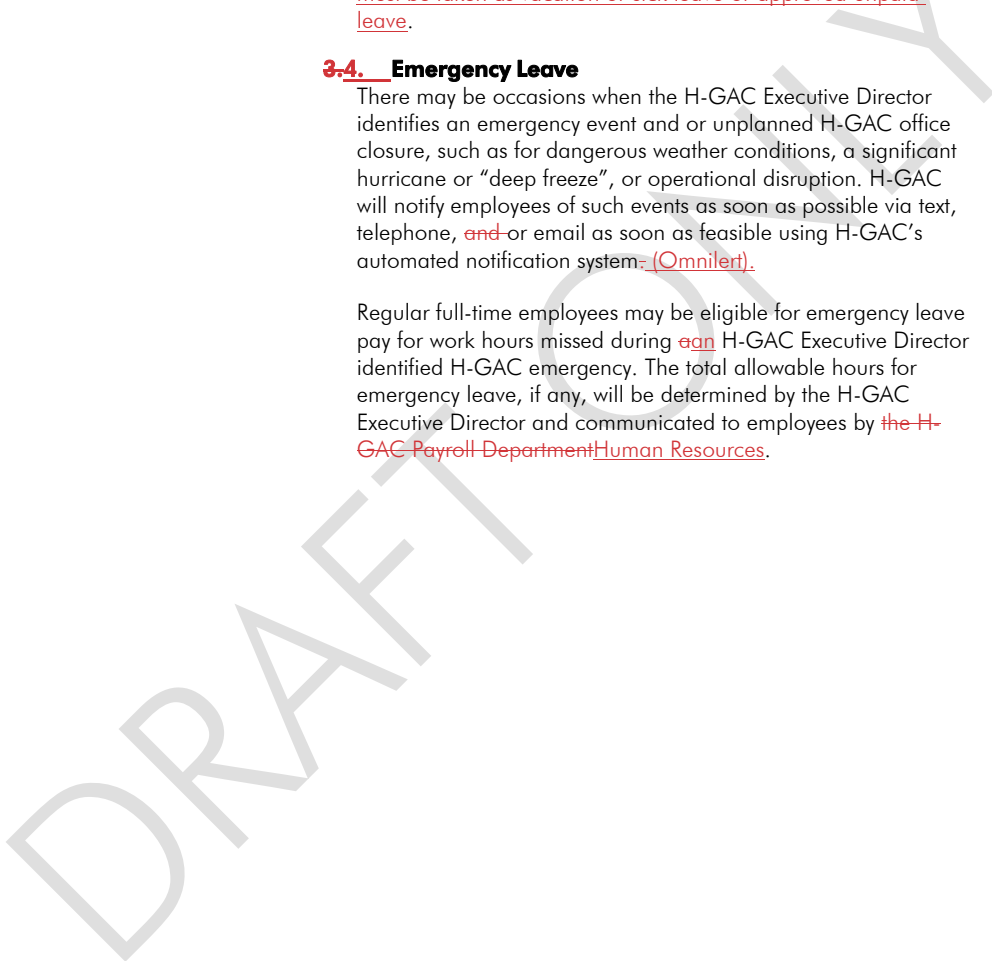 must be taken as vacation or sick leave or approved unpaid
leave.
3.4. Emergency Leave
There may be occasions when the H-GAC Executive Director
identifies an emergency event and or unplanned H-GAC office
closure, such as for dangerous weather conditions, a significant
hurricane or “deep freeze”, or operational disruption. H-GAC
will notify employees of such events as soon as possible via text,
telephone, and or email as soon as feasible using H-GAC’s
automated notification system. (Omnilert).
Regular full-time employees may be eligible for emergency leave
pay for work hours missed during aan H-GAC Executive Director
identified H-GAC emergency. The total allowable hours for
emergency leave, if any, will be determined by the H-GAC
Executive Director and communicated to employees by the H-
GAC Payroll DepartmentHuman Resources.
DRAFT ONLY